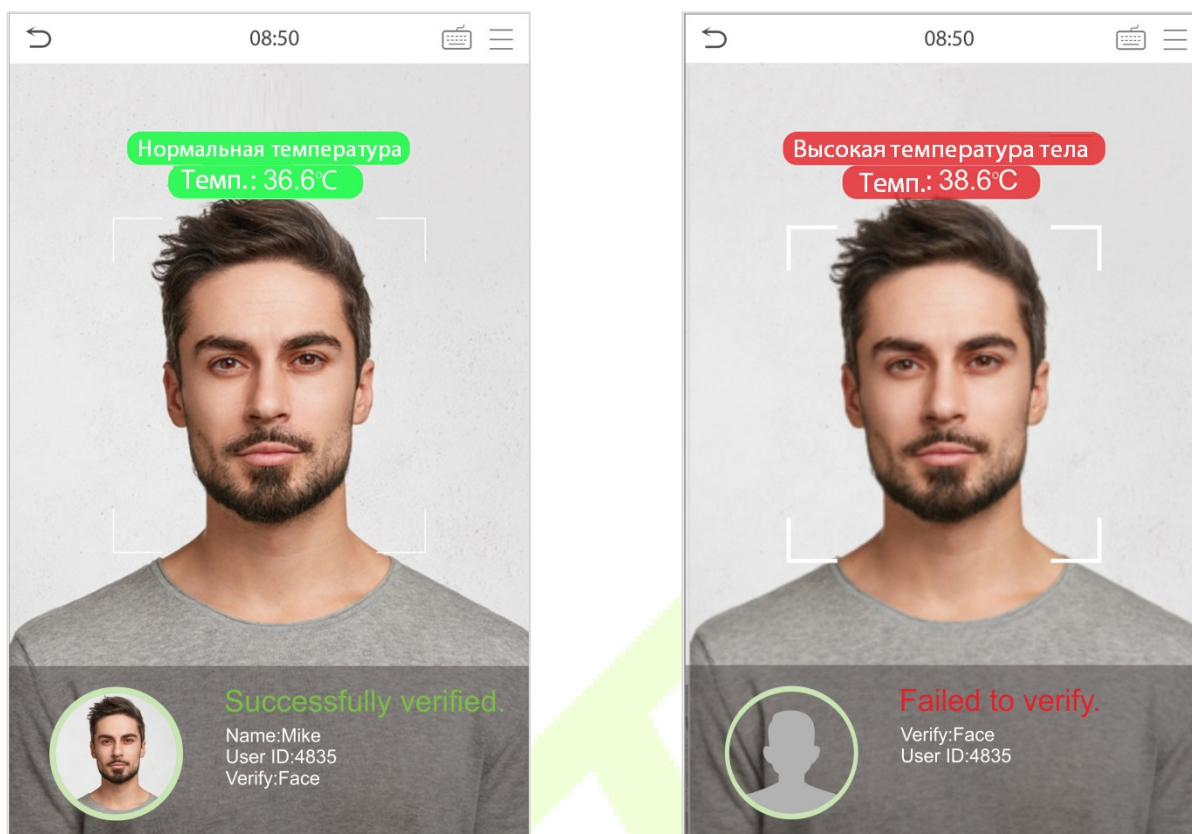 08:50
Нормальная температура
Темп.: 36.6°C
Successfully verified.
Name:Mike
User ID:4835
Verify:Face
08:50
Высокая температура тела
Темп.: 38.6°C
Failed to verify.
Verify:Face
User ID:4835